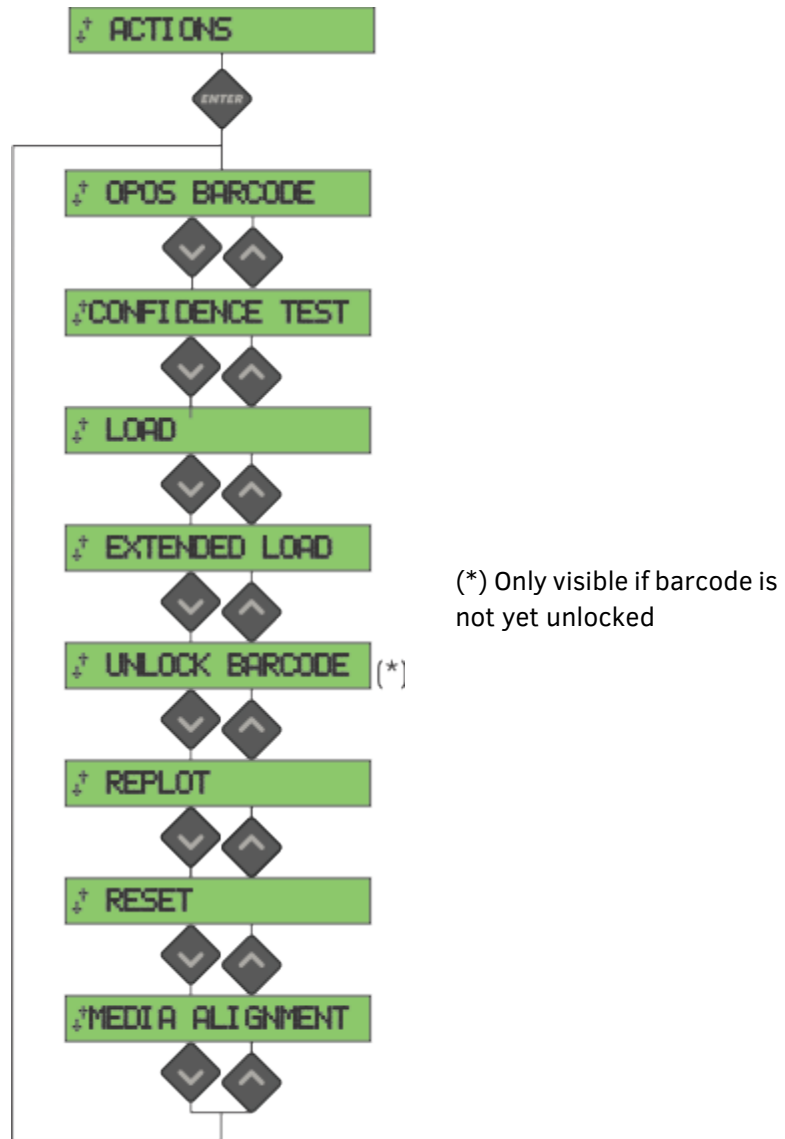 ACTIONS
ENTER
OPOS BARCODE
CONFIDENCE TEST
LOAD
EXTENDED LOAD
(*) Only visible if barcode is
not yet unlocked
UNLOCK BARCODE (*)
REPLOT
RESET
MEDIA ALIGNMENT